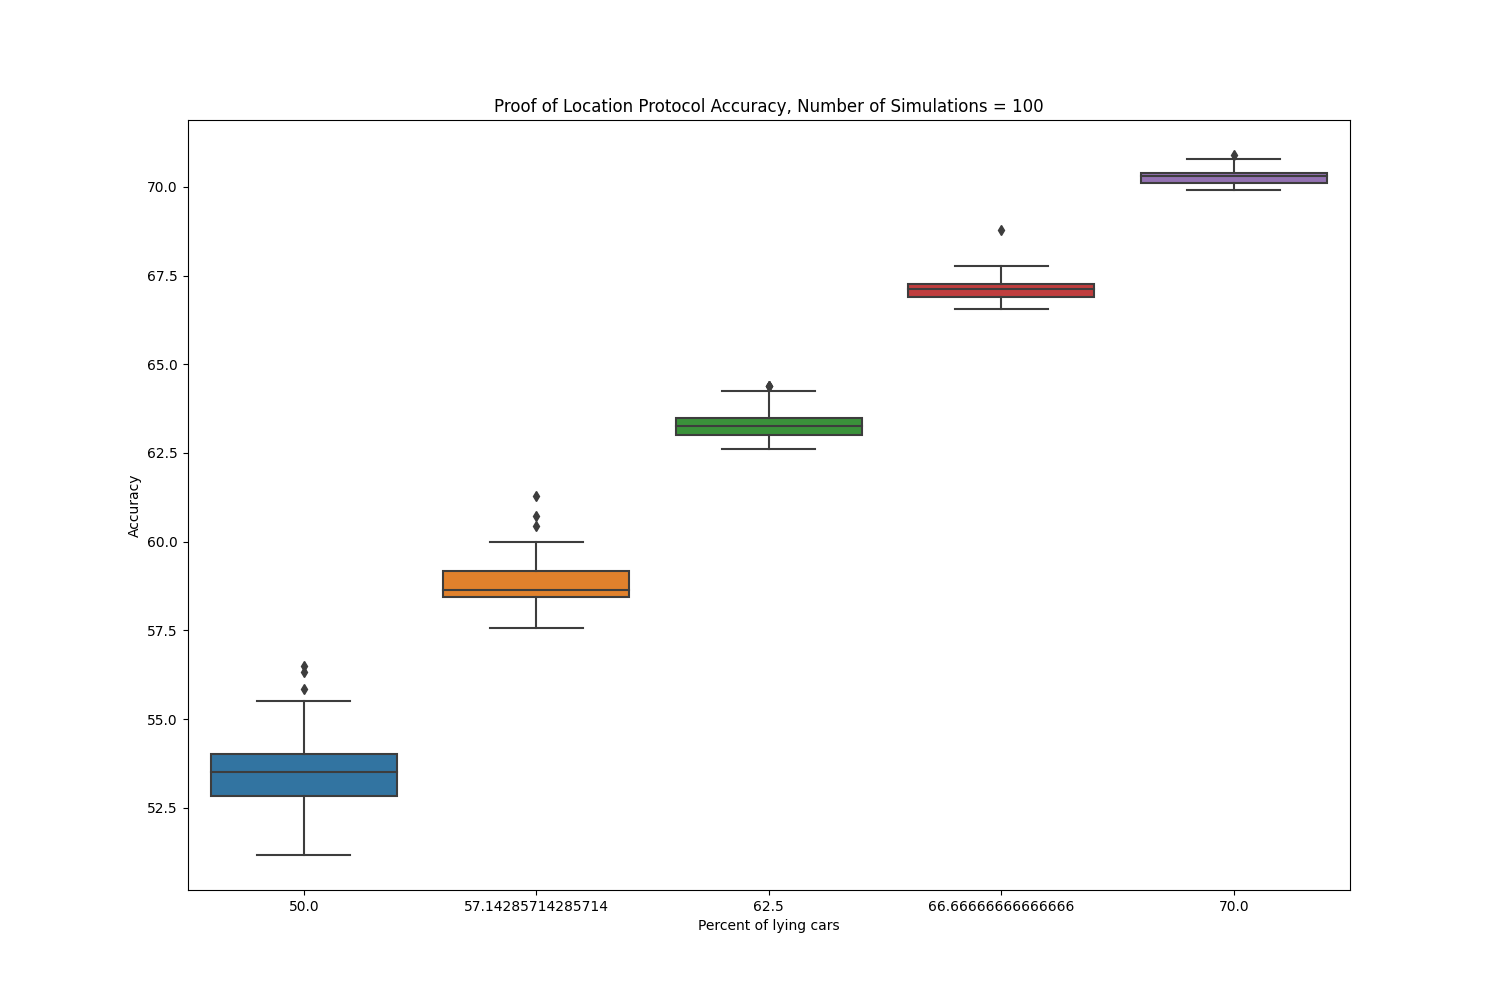 Proof of Location Protocol Accuracy, Number of Simulations = 100
70.0
67.5
65.0
62.5
60.0
57.5
55.0
52.5
Accuracy
50.0 57.14285714285714 62.5 66.66666666666666 70.0
Percent of lying cars